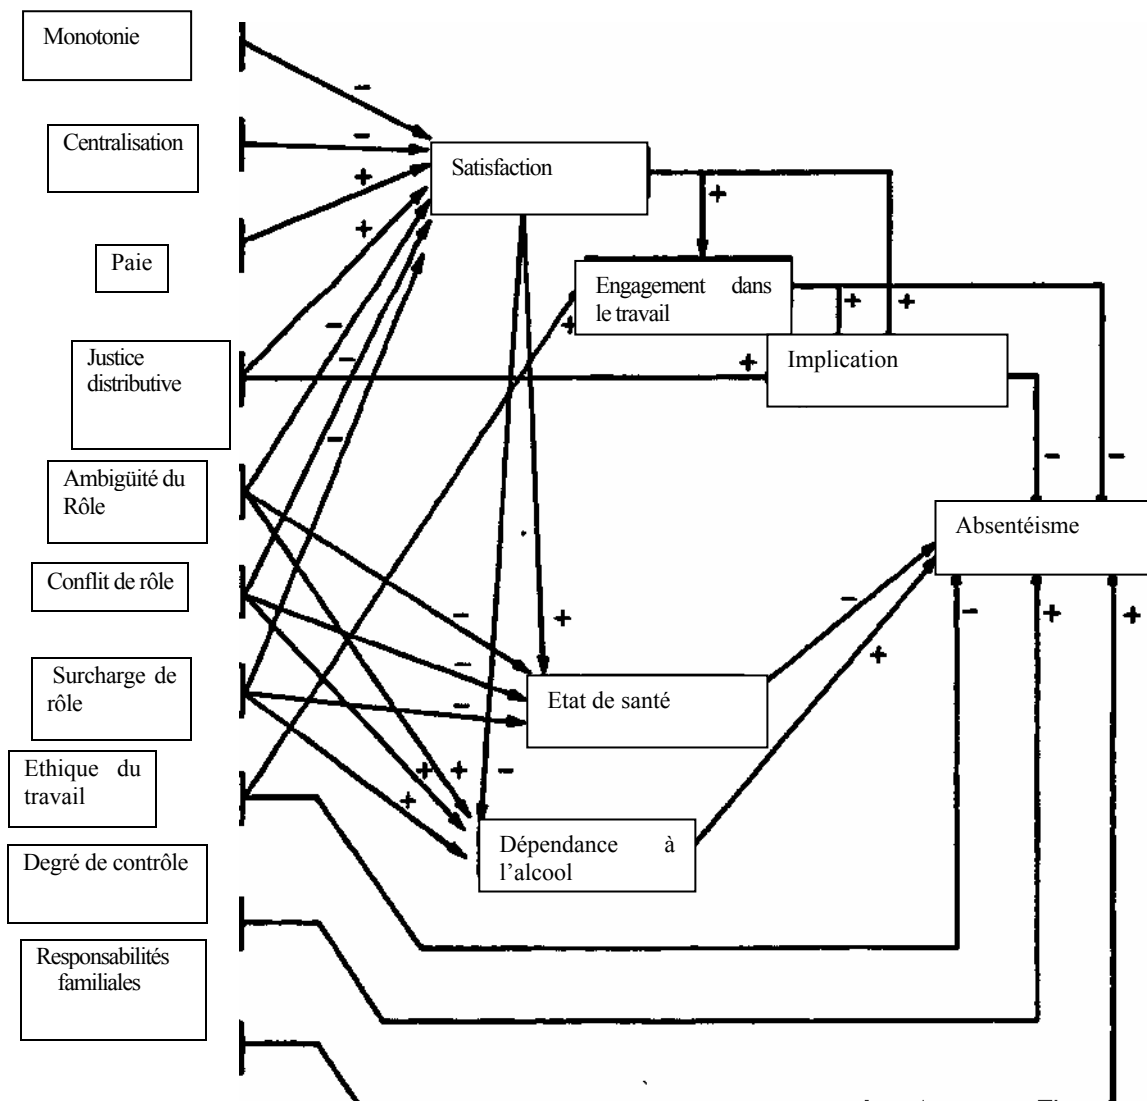 Monotonie
Centralisation
Paie
Justice
distributive
Ambigüité du
Rôle
Conflit de rôle
Surcharge de
rôle
Ethique du
travail
Degré de contrôle
Responsabilités
familiales
Satisfaction
Engagement dans
le travail
Implication
Absentéisme
Etat de santé
Dépendance à
l’alcool
−
−
+
+
−
−
−
+
+
+
+
+
−
−
+
−
−
−
+
+
−
+
−
+
−
+
+